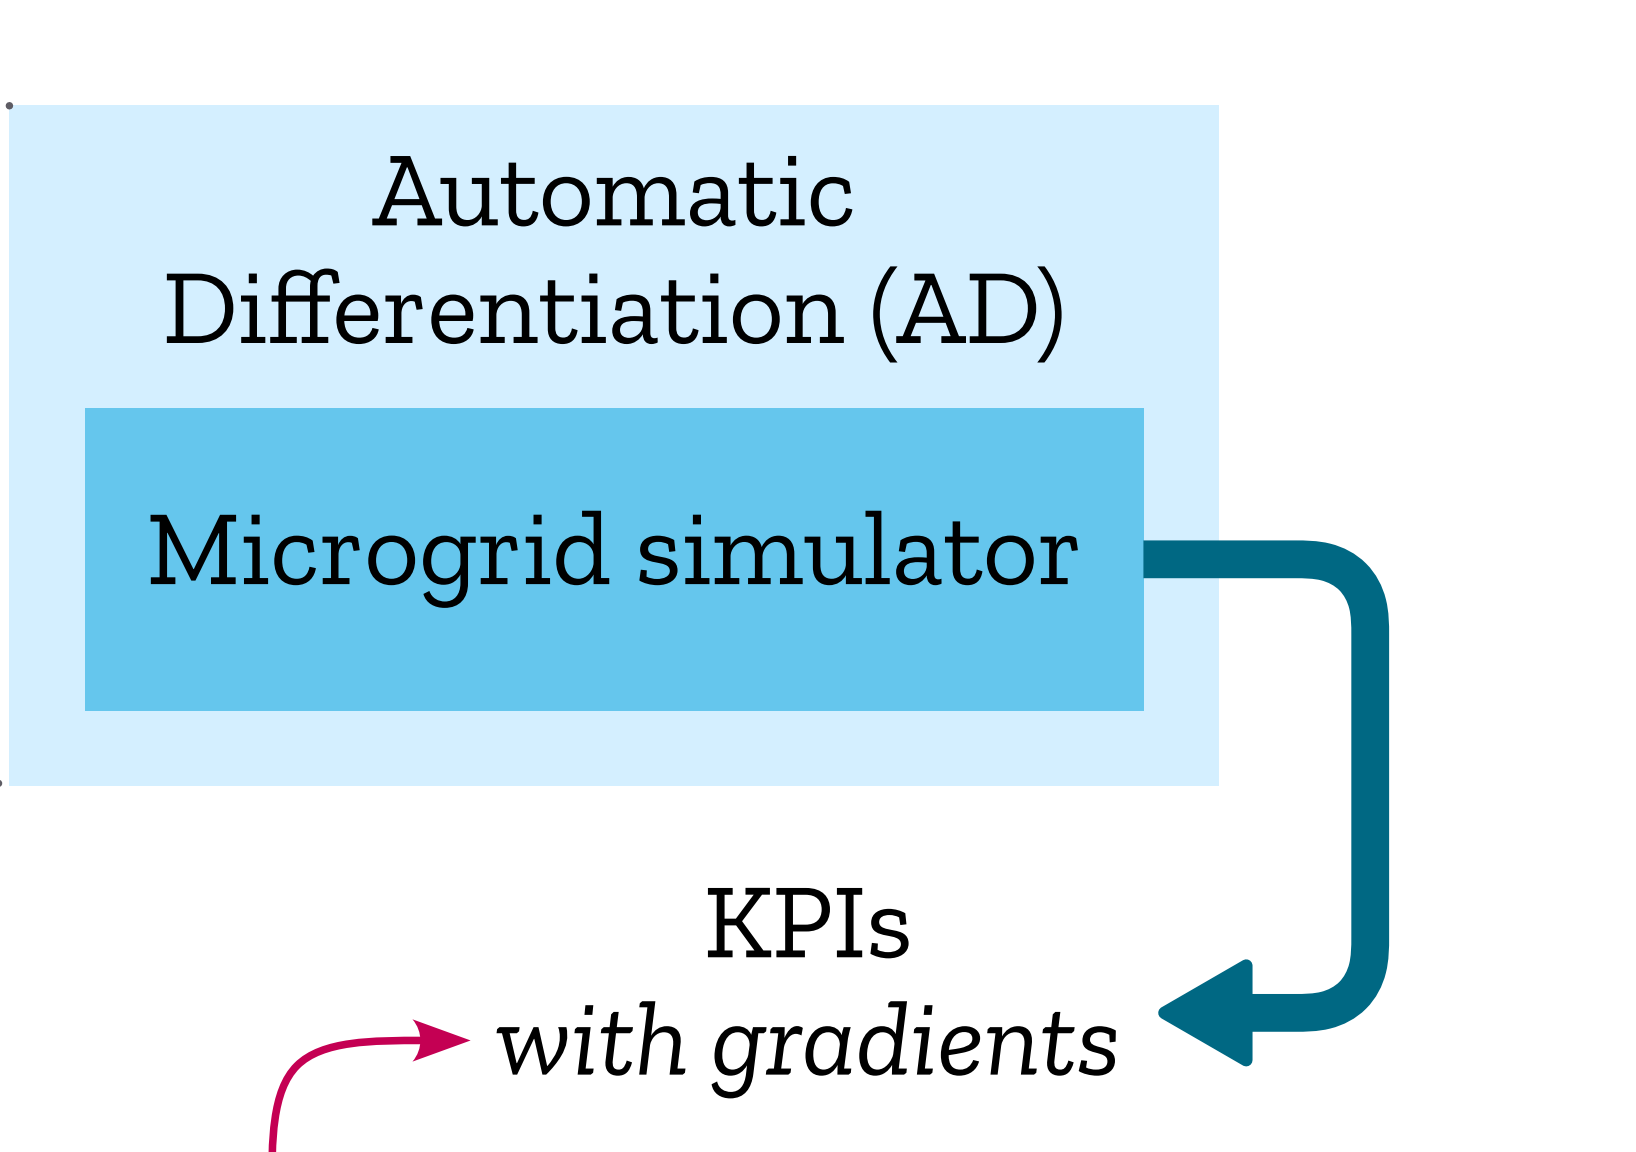 Automatic
Differentiation (AD)
Microgrid simulator
KPIs
with gradients